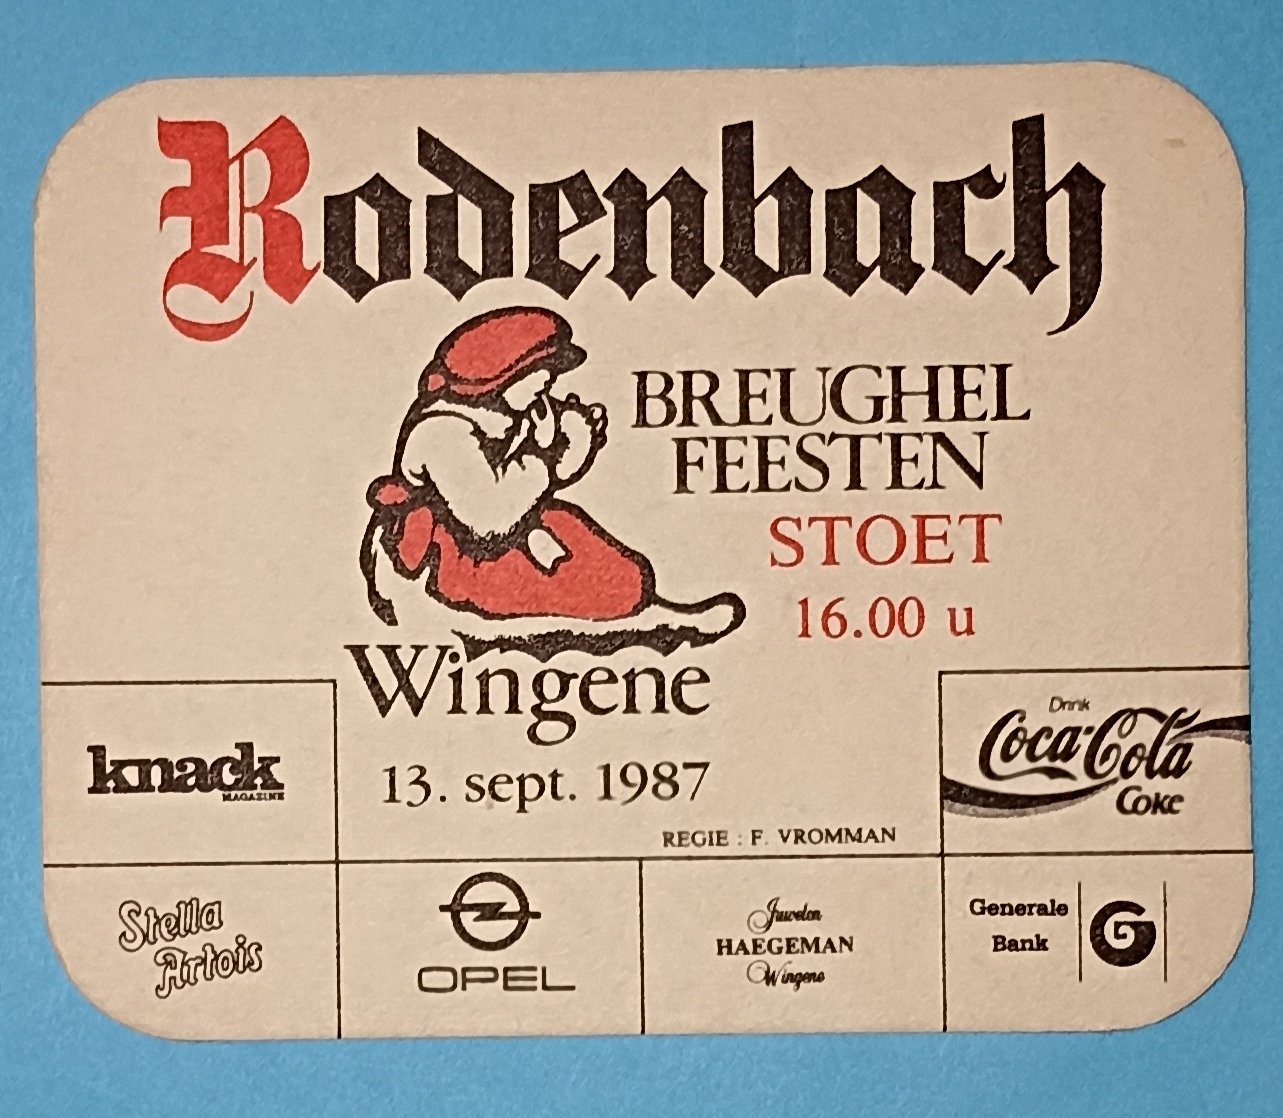 Rodenbach
BREUGHEL
FEESTEN
STOET
16.00 u
Wingene
13. sept. 1987
REGIE : F. VROMMAN
knack
MAGAZINE
Drink
Coca-Cola
Coke
Stella
Artois
OPEL
Juwelen
HAEGEMAN
Wingene
Generale
Bank
G